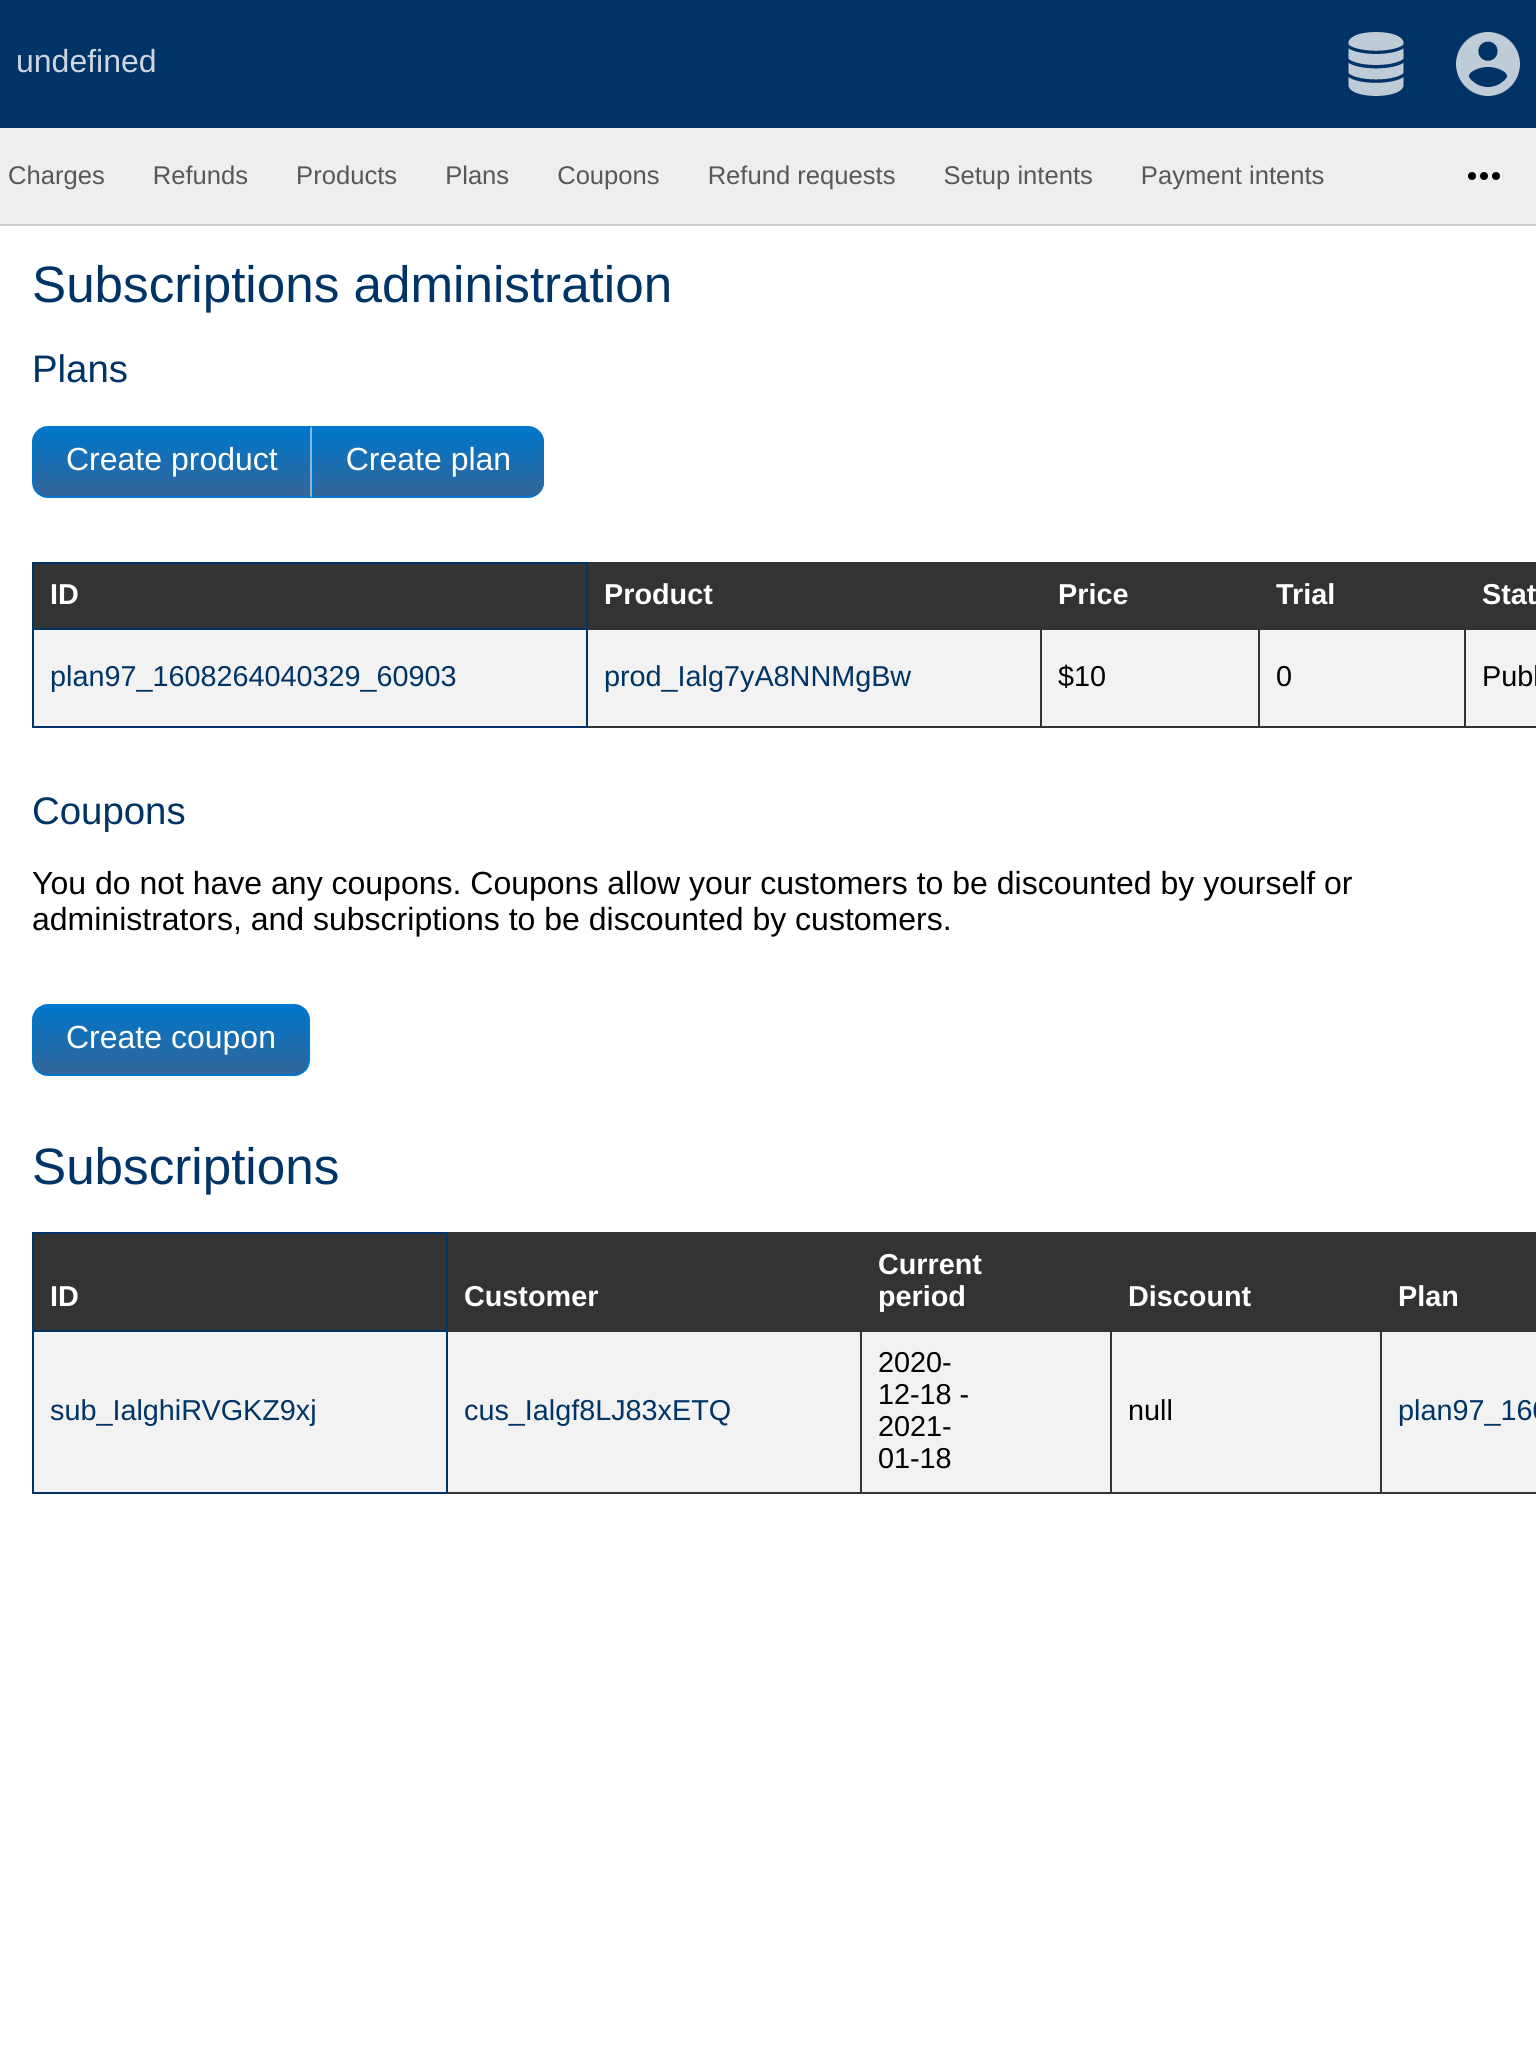 undefined
Charges Refunds Products Plans Coupons Refund requests Setup intents Payment intents
Subscriptions administration
Plans
Create product Create plan
ID Product Price Trial Stat
plan97_1608264040329_60903 prod_Ialg7yA8NNMgBw $10 0 Publ
Coupons
You do not have any coupons. Coupons allow your customers to be discounted by yourself or
administrators, and subscriptions to be discounted by customers.
Create coupon
Subscriptions
ID Customer Current period Discount Plan
sub_IalghiRVGKZ9xj cus_Ialgf8LJ83xETQ 2020-
12-18 -
2021-
01-18 null plan97_160